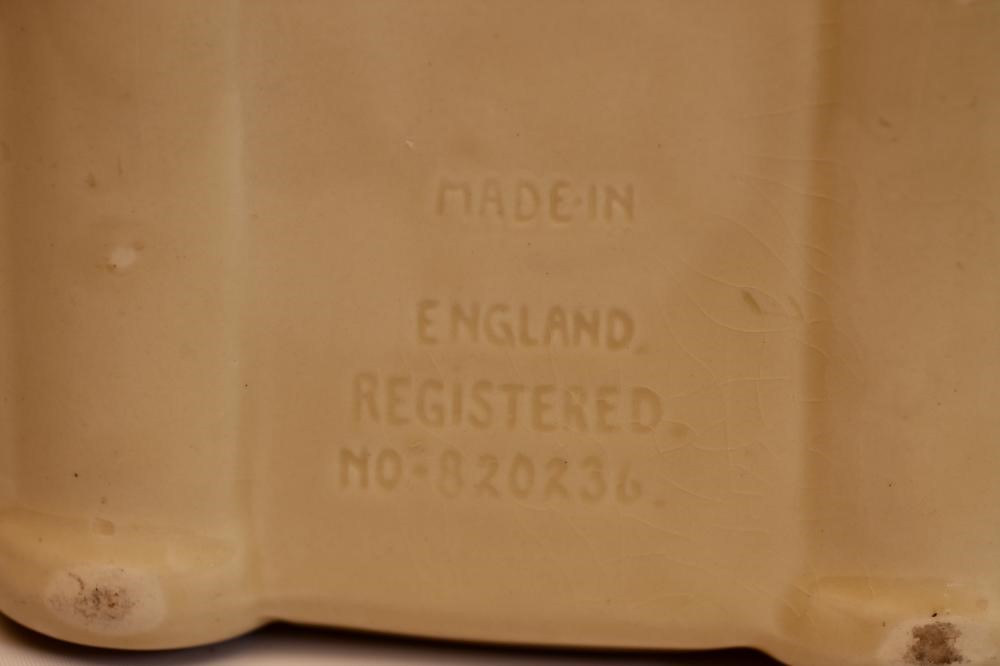 MADE·IN
ENGLAND.
REGISTERED.
NO=820236.